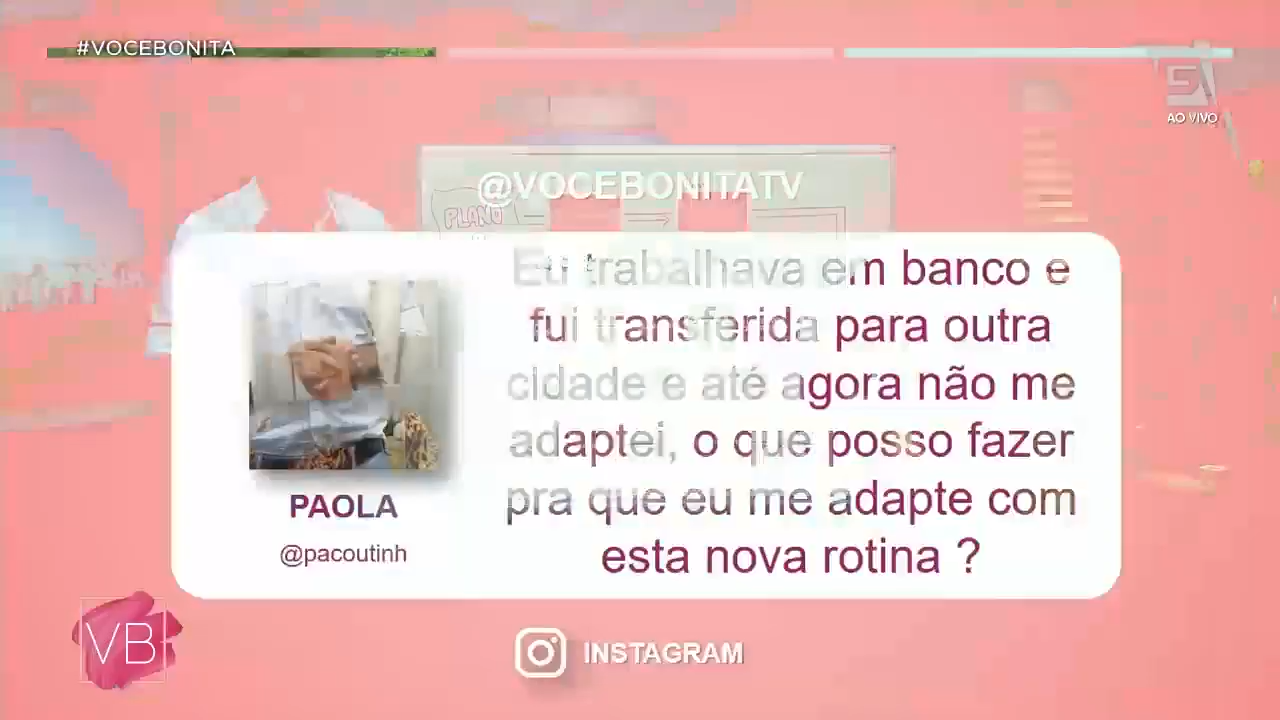 #VOCEBONITA
AO VIVO
@VOCEBONITATV
PLANO
Eu trabalhava em banco e
fui transferida para outra
cidade e até agora não me
adaptei, o que posso fazer
pra que eu me adapte com
esta nova rotina ?
PAOLA
@pacoutinh
VB
INSTAGRAM